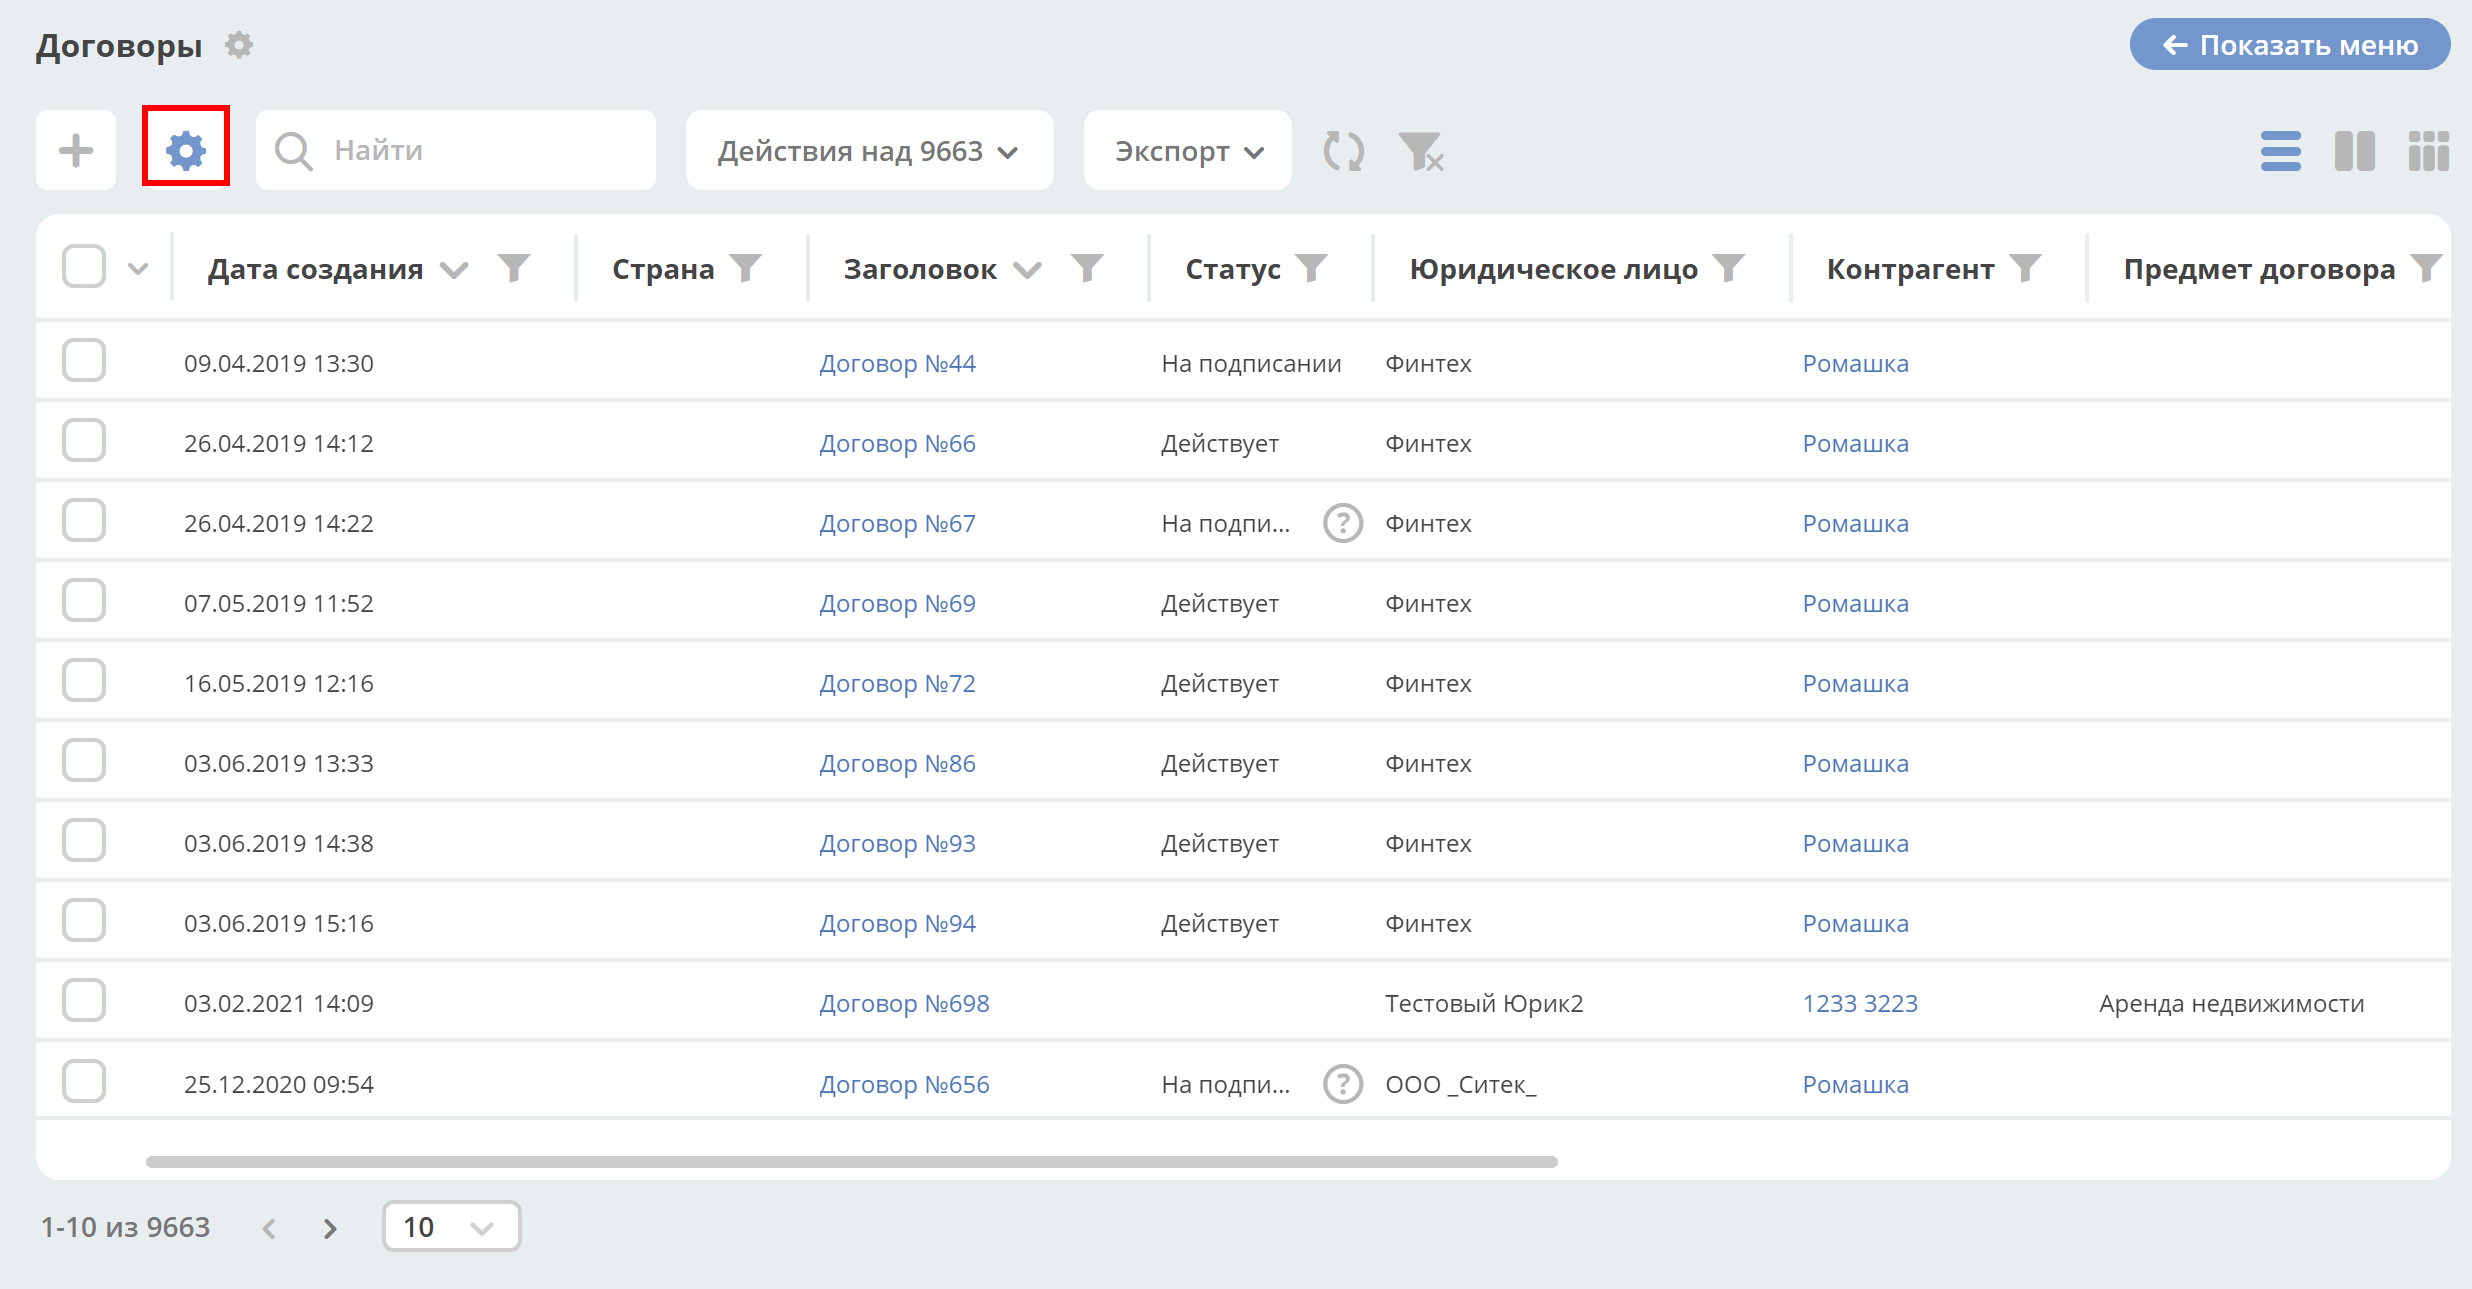 Договоры
Показать меню
Найти
Действия над 9663
Экспорт
Дата создания Страна Заголовок Статус Юридическое лицо Контрагент Предмет договора
09.04.2019 13:30 Договор №44 На подписании Финтех Ромашка
26.04.2019 14:12 Договор №66 Действует Финтех Ромашка
26.04.2019 14:22 Договор №67 На подпи... ? Финтех Ромашка
07.05.2019 11:52 Договор №69 Действует Финтех Ромашка
16.05.2019 12:16 Договор №72 Действует Финтех Ромашка
03.06.2019 13:33 Договор №86 Действует Финтех Ромашка
03.06.2019 14:38 Договор №93 Действует Финтех Ромашка
03.06.2019 15:16 Договор №94 Действует Финтех Ромашка
03.02.2021 14:09 Договор №698 Тестовый Юрик2 1233 3223 Аренда недвижимости
25.12.2020 09:54 Договор №656 На подпи... ? ООО _Ситек_ Ромашка
1-10 из 9663
10